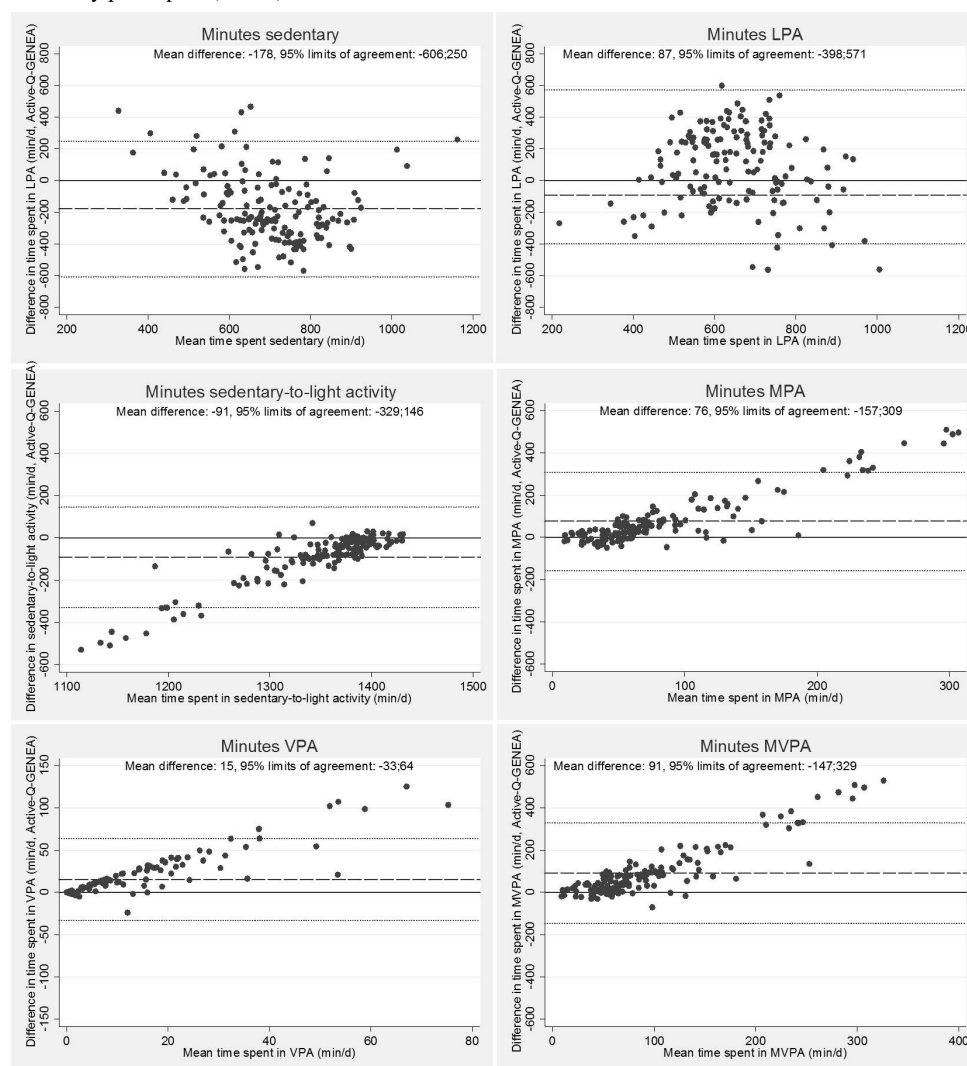 Minutes sedentary
Mean difference: -178, 95% limits of agreement: -606;250
Difference in time spent in LPA (min/d, Active-Q-GENEA)
800
600
400
200
0
-200
-400
-600
-800
200 400 600 800 1000 1200
Mean time spent sedentary (min/d)
Minutes LPA
Mean difference: 87, 95% limits of agreement: -398;571
Difference in time spent in LPA (min/d, Active-Q-GENEA)
800
600
400
200
0
-200
-400
-600
-800
200 400 600 800 1000
Mean time spent in LPA (min/d)
Minutes sedentary-to-light activity
Mean difference: -91, 95% limits of agreement: -329;146
Difference in sedentary-to-light activity (min/d, Active-Q-GENEA)
600
400
200
0
-200
-400
-600
1100 1200 1300 1400 1500
Mean time spent in sedentary-to-light activity (min/d)
Minutes MPA
Mean difference: 76, 95% limits of agreement: -157;309
Difference in time spent in MPA (min/d, Active-Q-GENEA)
600
400
200
0
-200
-400
-600
0 100 200 300
Mean time spent in MPA (min/d)
Minutes VPA
Mean difference: 15, 95% limits of agreement: -33;64
Difference in time spent in VPA (min/d, Active-Q-GENEA)
150
100
50
0
-50
-100
-150
0 20 40 60 80
Mean time spent in VPA (min/d)
Minutes MVPA
Mean difference: 91, 95% limits of agreement: -147;329
Difference in time spent in MVPA (min/d, Active-Q-GENEA)
600
400
200
0
-200
-400
-600
0 100 200 300 400
Mean time spent in MVPA (min/d)